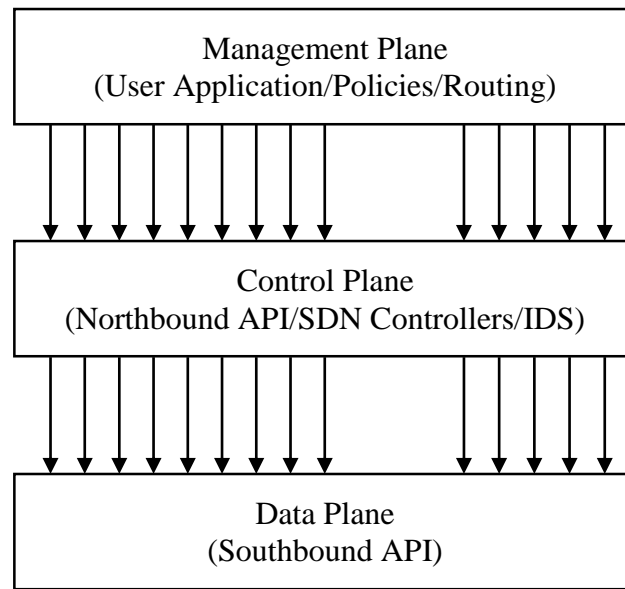 Management Plane
(User Application/Policies/Routing)
Control Plane
(Northbound API/SDN Controllers/IDS)
Data Plane
(Southbound API)